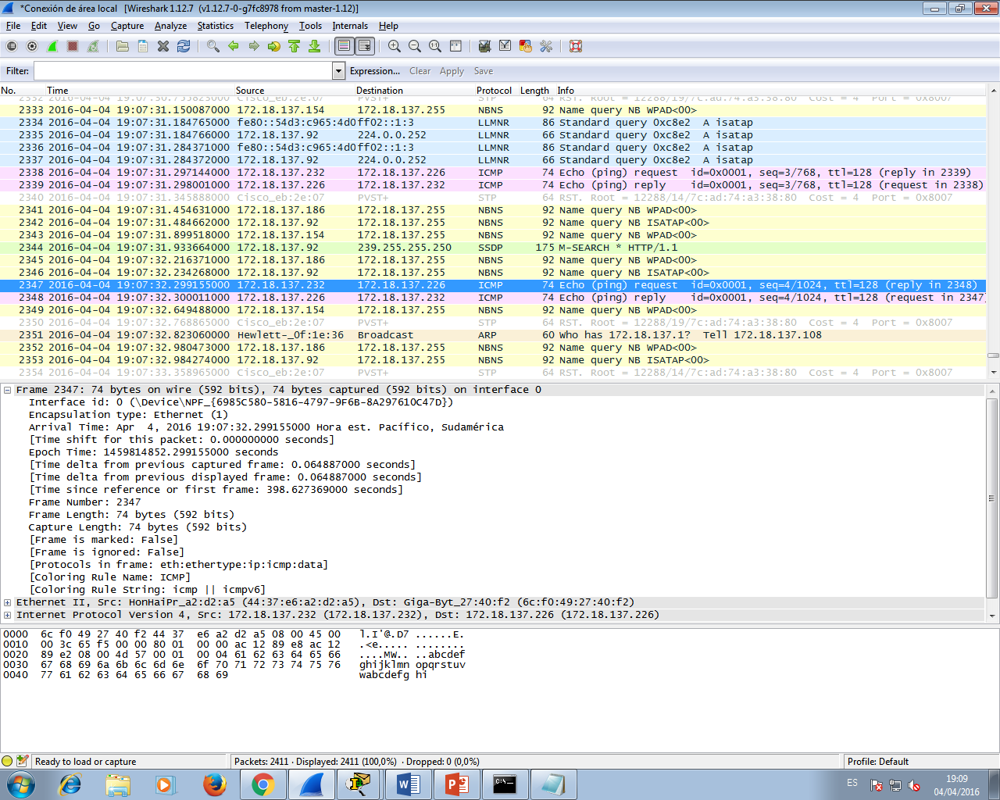 *Conexión de área local   [Wireshark 1.12.7  (v1.12.7-0-g7fc8978 from master-1.12)]
File Edit View Go Capture Analyze Statistics Telephony Tools Internals Help
Filter: Expression... Clear Apply Save
No. Time Source Destination Protocol Length Info
2332 2016-04-04 19:07:30.755823000 Cisco_eb:2e:07 PVST+ STP 64 RST. Root = 12288/19/7c:ad:74:a3:38:80  Cost = 4  Port = 0x8007
2333 2016-04-04 19:07:31.150087000 172.18.137.154 172.18.137.255 NBNS 92 Name query NB WPAD<00>
2334 2016-04-04 19:07:31.184765000 fe80::54d3:c965:4d0 ff02::1:3 LLMNR 86 Standard query 0xc8e2  A isatap
2335 2016-04-04 19:07:31.184766000 172.18.137.92 224.0.0.252 LLMNR 66 Standard query 0xc8e2  A isatap
2336 2016-04-04 19:07:31.284371000 fe80::54d3:c965:4d0 ff02::1:3 LLMNR 86 Standard query 0xc8e2  A isatap
2337 2016-04-04 19:07:31.284372000 172.18.137.92 224.0.0.252 LLMNR 66 Standard query 0xc8e2  A isatap
2338 2016-04-04 19:07:31.297144000 172.18.137.232 172.18.137.226 ICMP 74 Echo (ping) request  id=0x0001, seq=3/768, ttl=128 (reply in 2339)
2339 2016-04-04 19:07:31.298001000 172.18.137.226 172.18.137.232 ICMP 74 Echo (ping) reply    id=0x0001, seq=3/768, ttl=128 (request in 2338)
2340 2016-04-04 19:07:31.345888000 Cisco_eb:2e:07 PVST+ STP 64 RST. Root = 12288/14/7c:ad:74:a3:38:80  Cost = 4  Port = 0x8007
2341 2016-04-04 19:07:31.454631000 172.18.137.186 172.18.137.255 NBNS 92 Name query NB WPAD<00>
2342 2016-04-04 19:07:31.484662000 172.18.137.92 172.18.137.255 NBNS 92 Name query NB ISATAP<00>
2343 2016-04-04 19:07:31.899518000 172.18.137.154 172.18.137.255 NBNS 92 Name query NB WPAD<00>
2344 2016-04-04 19:07:31.933664000 172.18.137.92 239.255.255.250 SSDP 175 M-SEARCH * HTTP/1.1
2345 2016-04-04 19:07:32.216371000 172.18.137.186 172.18.137.255 NBNS 92 Name query NB WPAD<00>
2346 2016-04-04 19:07:32.234268000 172.18.137.92 172.18.137.255 NBNS 92 Name query NB ISATAP<00>
2347 2016-04-04 19:07:32.299155000 172.18.137.232 172.18.137.226 ICMP 74 Echo (ping) request  id=0x0001, seq=4/1024, ttl=128 (reply in 2348)
2348 2016-04-04 19:07:32.300011000 172.18.137.226 172.18.137.232 ICMP 74 Echo (ping) reply    id=0x0001, seq=4/1024, ttl=128 (request in 2347
2349 2016-04-04 19:07:32.649488000 172.18.137.154 172.18.137.255 NBNS 92 Name query NB WPAD<00>
2350 2016-04-04 19:07:32.768865000 Cisco_eb:2e:07 PVST+ STP 64 RST. Root = 12288/19/7c:ad:74:a3:38:80  Cost = 4  Port = 0x8007
2351 2016-04-04 19:07:32.823060000 Hewlett-_0f:1e:36 Broadcast ARP 60 Who has 172.18.137.1?  Tell 172.18.137.108
2352 2016-04-04 19:07:32.980473000 172.18.137.186 172.18.137.255 NBNS 92 Name query NB WPAD<00>
2353 2016-04-04 19:07:32.984274000 172.18.137.92 172.18.137.255 NBNS 92 Name query NB ISATAP<00>
2354 2016-04-04 19:07:33.358965000 Cisco_eb:2e:07 PVST+ STP 64 RST. Root = 12288/14/7c:ad:74:a3:38:80  Cost = 4  Port = 0x8007
Frame 2347: 74 bytes on wire (592 bits), 74 bytes captured (592 bits) on interface 0
Interface id: 0 (\Device\NPF_{6985C580-5816-4797-9F6B-8A297610C47D})
Encapsulation type: Ethernet (1)
Arrival Time: Apr  4, 2016 19:07:32.299155000 Hora est. Pacífico, Sudamérica
[Time shift for this packet: 0.000000000 seconds]
Epoch Time: 1459814852.299155000 seconds
[Time delta from previous captured frame: 0.064887000 seconds]
[Time delta from previous displayed frame: 0.064887000 seconds]
[Time since reference or first frame: 398.627369000 seconds]
Frame Number: 2347
Frame Length: 74 bytes (592 bits)
Capture Length: 74 bytes (592 bits)
[Frame is marked: False]
[Frame is ignored: False]
[Protocols in frame: eth:ethertype:ip:icmp:data]
[Coloring Rule Name: ICMP]
[Coloring Rule String: icmp || icmpv6]
Ethernet II, Src: HonHaiPr_a2:d2:a5 (44:37:e6:a2:d2:a5), Dst: Giga-Byt_27:40:f2 (6c:f0:49:27:40:f2)
Internet Protocol Version 4, Src: 172.18.137.232 (172.18.137.232), Dst: 172.18.137.226 (172.18.137.226)
0000  6c f0 49 27 40 f2 44 37  e6 a2 d2 a5 08 00 45 00   l.I'@.D7 ......E.
0010  00 3c 65 f5 00 00 80 01  00 00 ac 12 89 e8 ac 12   .<e..... ........
0020  89 e2 08 00 4d 57 00 01  00 04 61 62 63 64 65 66   ....MW.. ..abcdef
0030  67 68 69 6a 6b 6c 6d 6e  6f 70 71 72 73 74 75 76   ghijklmn opqrstuv
0040  77 61 62 63 64 65 66 67  68 69   wabcdefg hi
Ready to load or capture Packets: 2411 · Displayed: 2411 (100,0%)  · Dropped: 0 (0,0%) Profile: Default
ES 19:09
04/04/2016